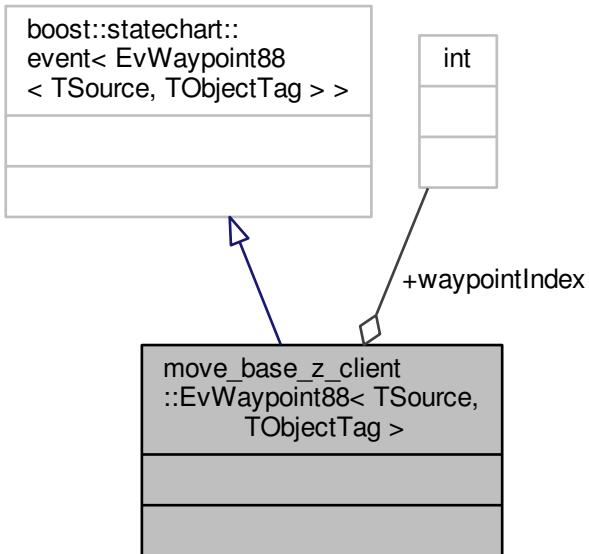 boost::statechart::
event< EvWaypoint88
< TSource, TObjectTag > >
int
+waypointIndex
move_base_z_client
::EvWaypoint88< TSource,
TObjectTag >